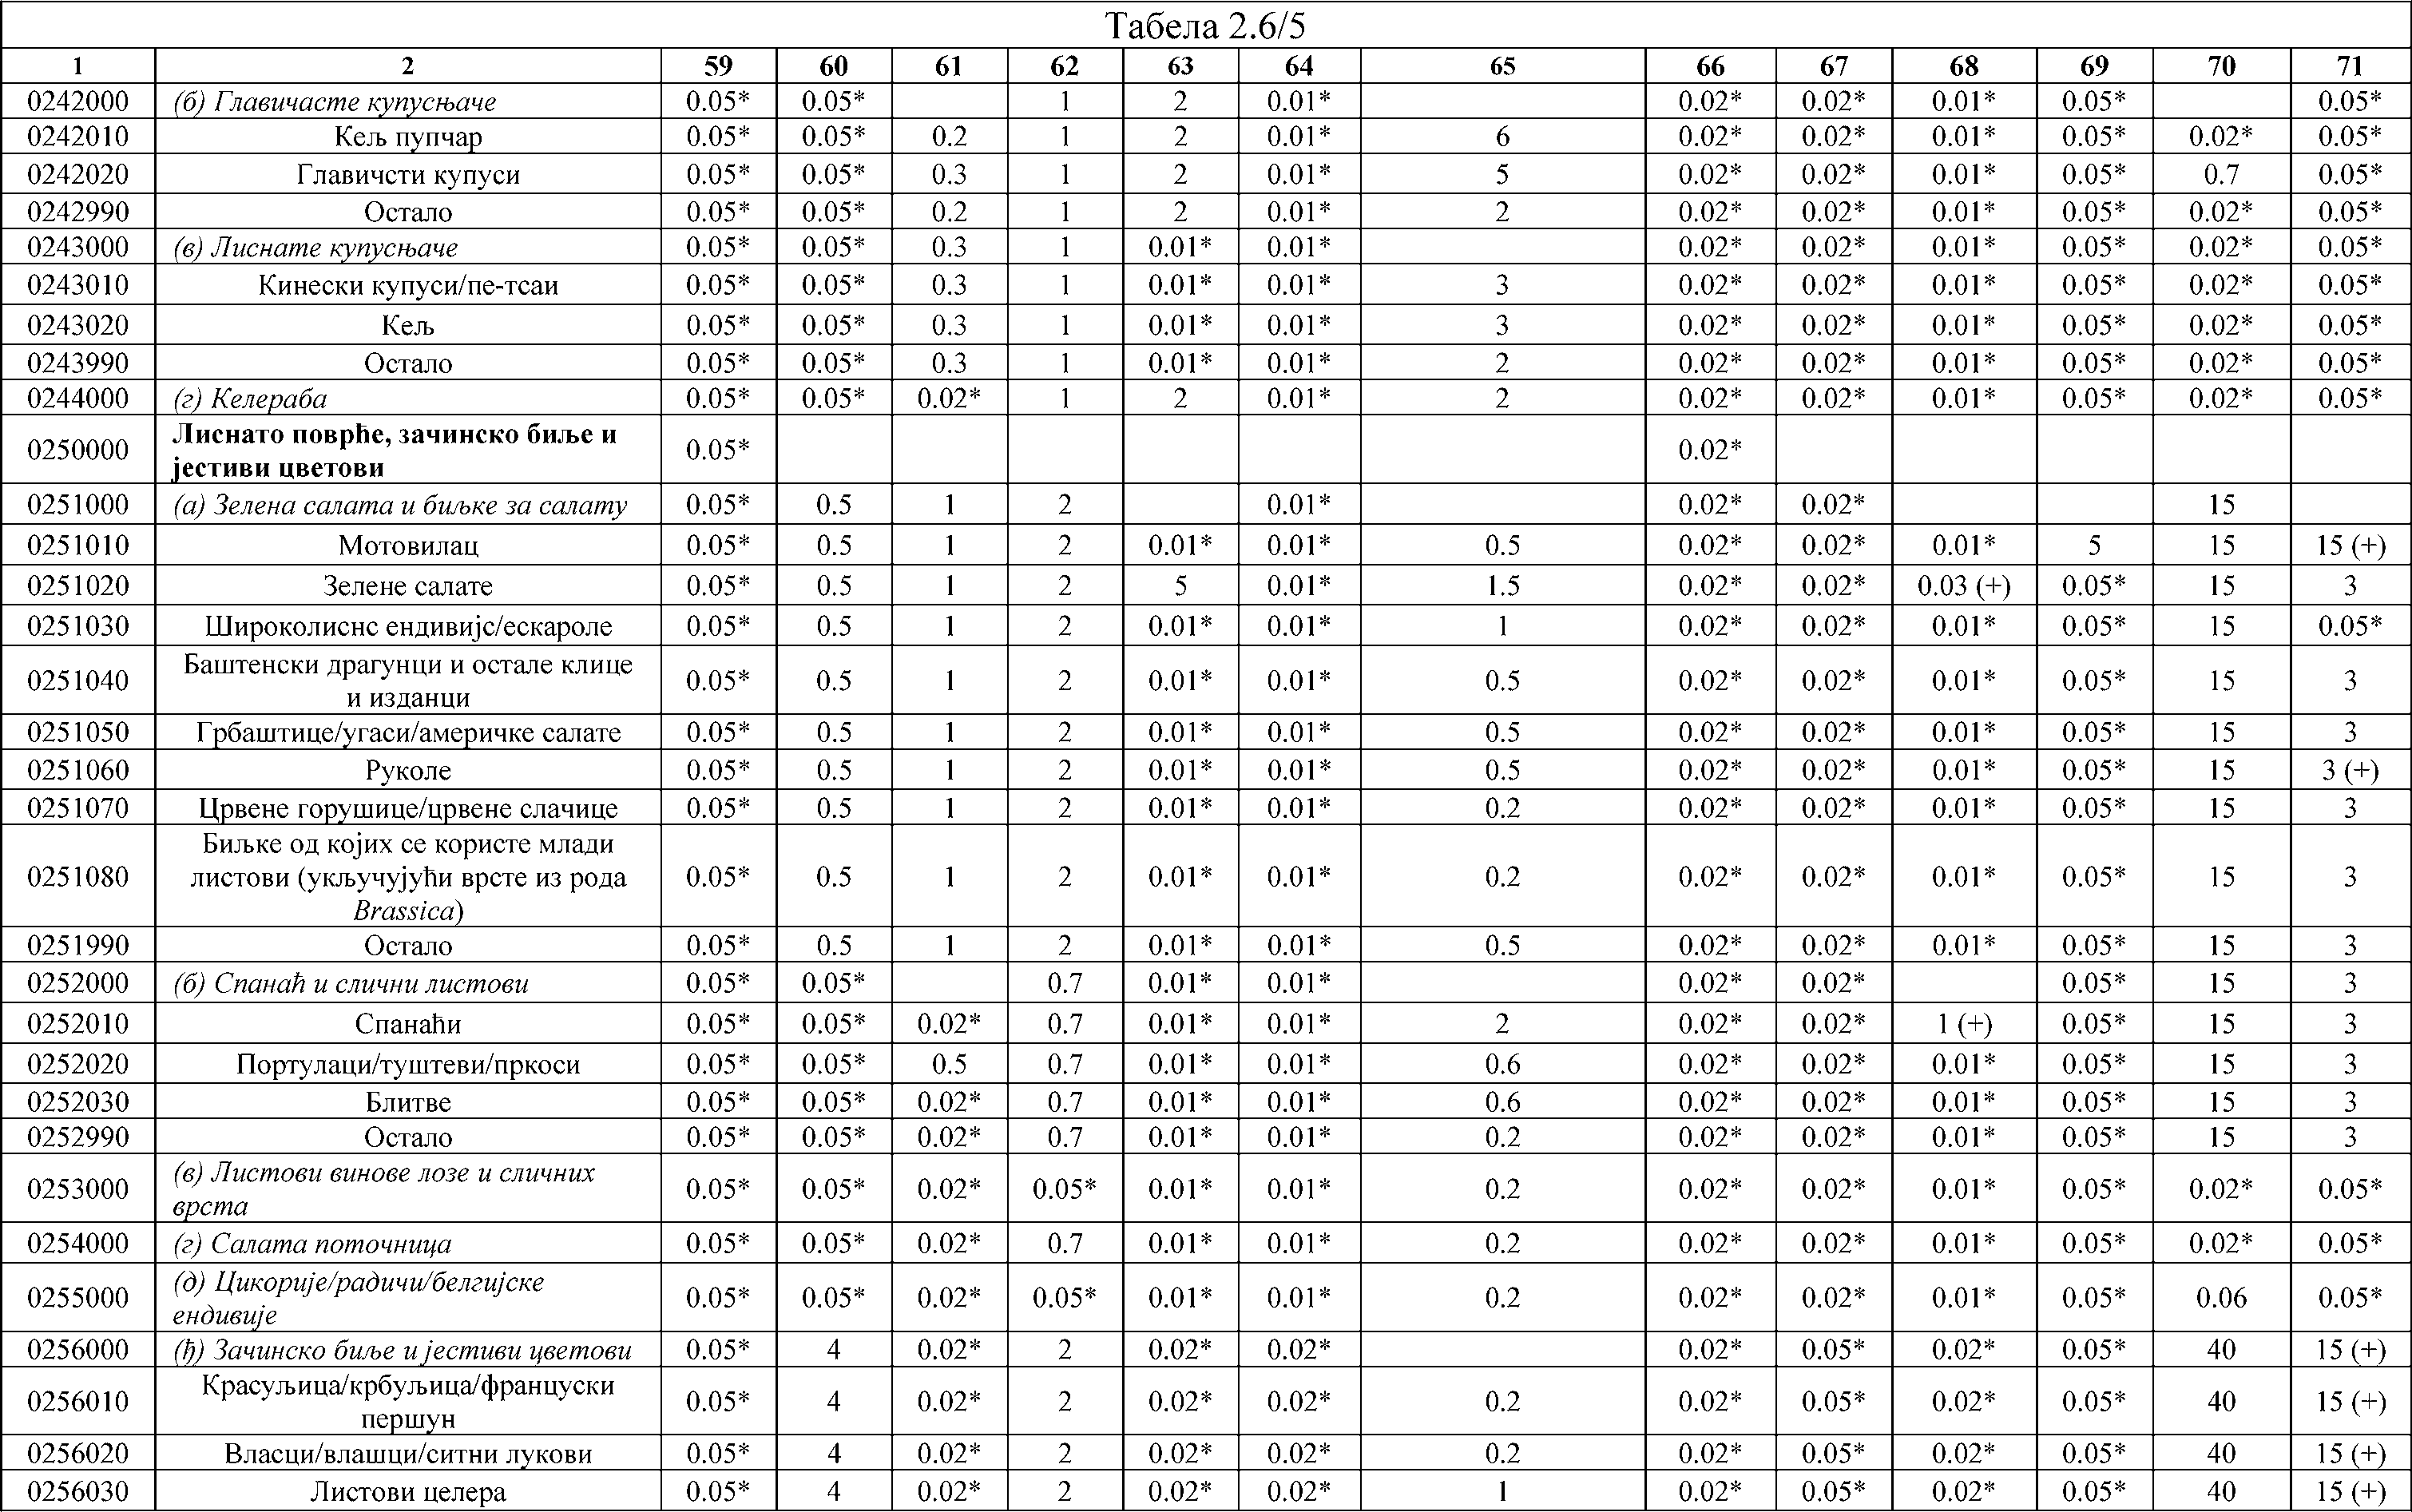 Табела 2.6/5
1 2 59 60 61 62 63 64 65 66 67 68 69 70 71
0242000 (б) Главичасте купусњаче 0.05* 0.05* 1 2 0.01* 0.02* 0.02* 0.01* 0.05* 0.05*
0242010 Кељ пупчар 0.05* 0.05* 0.2 1 2 0.01* 6 0.02* 0.02* 0.01* 0.05* 0.02* 0.05*
0242020 Главичсти купуси 0.05* 0.05* 0.3 1 2 0.01* 5 0.02* 0.02* 0.01* 0.05* 0.7 0.05*
0242990 Остало 0.05* 0.05* 0.2 1 2 0.01* 2 0.02* 0.02* 0.01* 0.05* 0.02* 0.05*
0243000 (в) Лиснате купусњаче 0.05* 0.05* 0.3 1 0.01* 0.01* 0.02* 0.02* 0.01* 0.05* 0.02* 0.05*
0243010 Кинески купуси/пе-тсаи 0.05* 0.05* 0.3 1 0.01* 0.01* 3 0.02* 0.02* 0.01* 0.05* 0.02* 0.05*
0243020 Кељ 0.05* 0.05* 0.3 1 0.01* 0.01* 3 0.02* 0.02* 0.01* 0.05* 0.02* 0.05*
0243990 Остало 0.05* 0.05* 0.3 1 0.01* 0.01* 2 0.02* 0.02* 0.01* 0.05* 0.02* 0.05*
0244000 (г) Келераба 0.05* 0.05* 0.02* 1 2 0.01* 2 0.02* 0.02* 0.01* 0.05* 0.02* 0.05*
0250000 Лиснато поврће, зачинско биље и
јестиви цветови 0.05* 0.02*
0251000 (а) Зелена салата и биљке за салату 0.05* 0.5 1 2 0.01* 0.02* 0.02* 15
0251010 Мотовилац 0.05* 0.5 1 2 0.01* 0.01* 0.5 0.02* 0.02* 0.01* 5 15 15 (+)
0251020 Зелене салате 0.05* 0.5 1 2 5 0.01* 1.5 0.02* 0.02* 0.03 (+) 0.05* 15 3
0251030 Широколиснс ендивијс/ескароле 0.05* 0.5 1 2 0.01* 0.01* 1 0.02* 0.02* 0.01* 0.05* 15 0.05*
0251040 Баштенски драгунци и остале клице
и изданци 0.05* 0.5 1 2 0.01* 0.01* 0.5 0.02* 0.02* 0.01* 0.05* 15 3
0251050 Грбаштице/угаси/америчке салате 0.05* 0.5 1 2 0.01* 0.01* 0.5 0.02* 0.02* 0.01* 0.05* 15 3
0251060 Руколе 0.05* 0.5 1 2 0.01* 0.01* 0.5 0.02* 0.02* 0.01* 0.05* 15 3 (+)
0251070 Црвене горушице/црвене слачице 0.05* 0.5 1 2 0.01* 0.01* 0.2 0.02* 0.02* 0.01* 0.05* 15 3
Биљке од којих се користе млади
0251080 листови (укључујући врсте из рода 0.05* 0.5 1 2 0.01* 0.01* 0.2 0.02* 0.02* 0.01* 0.05* 15 3
Brassica)
0251990 Остало 0.05* 0.5 1 2 0.01* 0.01* 0.5 0.02* 0.02* 0.01* 0.05* 15 3
0252000 (б) Спанаћ и слични листови 0.05* 0.05* 0.7 0.01* 0.01* 0.02* 0.02* 0.05* 15 3
0252010 Спанаћи 0.05* 0.05* 0.02* 0.7 0.01* 0.01* 2 0.02* 0.02* 1 (+) 0.05* 15 3
0252020 Портулаци/туштеви/пркоси 0.05* 0.05* 0.5 0.7 0.01* 0.01* 0.6 0.02* 0.02* 0.01* 0.05* 15 3
0252030 Блитве 0.05* 0.05* 0.02* 0.7 0.01* 0.01* 0.6 0.02* 0.02* 0.01* 0.05* 15 3
0252990 Остало 0.05* 0.05* 0.02* 0.7 0.01* 0.01* 0.2 0.02* 0.02* 0.01* 0.05* 15 3
0253000 (в) Листови винове лозе и сличних
врста 0.05* 0.05* 0.02* 0.05* 0.01* 0.01* 0.2 0.02* 0.02* 0.01* 0.05* 0.02* 0.05*
0254000 (г) Салата поточница 0.05* 0.05* 0.02* 0.7 0.01* 0.01* 0.2 0.02* 0.02* 0.01* 0.05* 0.02* 0.05*
0255000 (д) Цикорије/радичи/белгијске
ендивије 0.05* 0.05* 0.02* 0.05* 0.01* 0.01* 0.2 0.02* 0.02* 0.01* 0.05* 0.06 0.05*
0256000 (ђ) Зачинско биље и јестиви цветови 0.05* 4 0.02* 2 0.02* 0.02* 0.02* 0.05* 0.02* 0.05* 40 15 (+)
0256010 Красуљица/крбуљица/француски
першун 0.05* 4 0.02* 2 0.02* 0.02* 0.2 0.02* 0.05* 0.02* 0.05* 40 15 (+)
0256020 Власци/влашци/ситни лукови 0.05* 4 0.02* 2 0.02* 0.02* 0.2 0.02* 0.05* 0.02* 0.05* 40 15 (+)
0256030 Листови целера 0.05* 4 0.02* 2 0.02* 0.02* 1 0.02* 0.05* 0.02* 0.05* 40 15 (+)